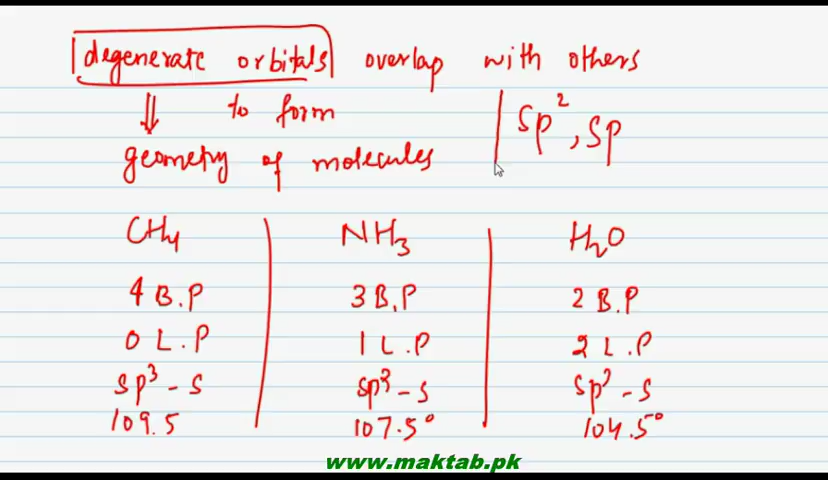 degenerate orbitals overlap with others
⇓ to form
geometry of molecules
sp², sp
CH₄ NH₃ H₂O
4 B.P 3 B.P 2 B.P
0 L.P 1 L.P 2 L.P
sp³-s sp³-s sp³-s
109.5 107.5° 104.5°
www.maktab.pk